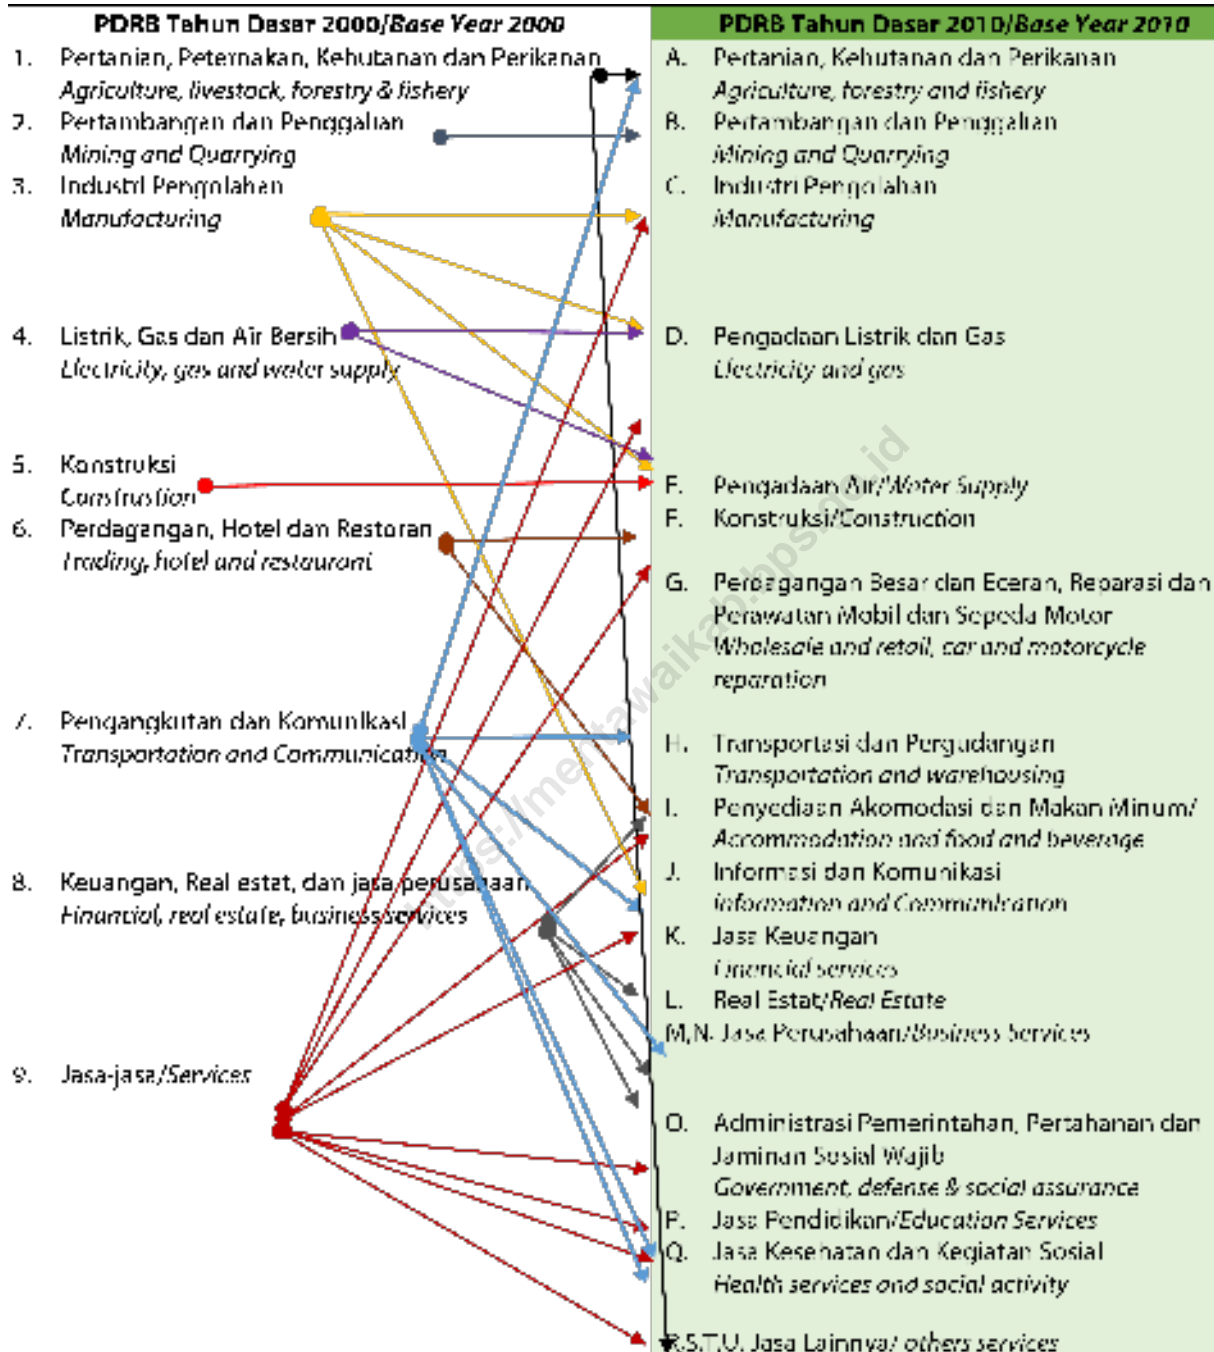 PDRB Tahun Dasar 2000/Base Year 2000
1. Pertanian, Peternakan, Kehutanan dan Perikanan
Agriculture, livestock, forestry & fishery
2. Pertambangan dan Penggalian
Mining and Quarrying
3. Industri Pengolahan
Manufacturing
4. Listrik, Gas dan Air Bersih
Electricity, gas and water supply
5. Konstruksi
Construstion
6. Perdagangan, Hotel dan Restoran
Trading, hotel and restaurant
7. Pengangkutan dan Komunikasi
Transportation and Communication
8. Keuangan, Real estat, dan jasa perusahaan
Financial, real estate, business services
9. Jasa-jasa/Services
PDRB Tahun Dasar 2010/Base Year 2010
A. Pertanian, Kehutanan dan Perikanan
Agriculture, forestry and fishery
B. Pertambangan dan Penggalian
Mining and Quarrying
C. Industri Pengolahan
Manufacturing
D. Pengadaan Listrik dan Gas
Electricity and gas
E. Pengadaan Air/Water Supply
F. Konstruksi/Construction
G. Perdagangan Besar dan Eceran, Reparasi dan
Perawatan Mobil dan Sepeda Motor
Wholesale and retail, car and motorcycle
reparation
H. Transportasi dan Pergudangan
Transportation and warehousing
I. Penyediaan Akomodasi dan Makan Minum/
Accommodation and food and beverage
J. Informasi dan Komunikasi
Information and Communication
K. Jasa Keuangan
Financial services
L. Real Estat/Real Estate
M,N. Jasa Perusahaan/Business Services
O. Administrasi Pemerintahan, Pertahanan dan
Jaminan Sosial Wajib
Government, defense & social assurance
P. Jasa Pendidikan/Education Services
Q. Jasa Kesehatan dan Kegiatan Sosial
Health services and social activity
R,S,T,U. Jasa Lainnya/ others services
https://mentawaikab.bps.go.id